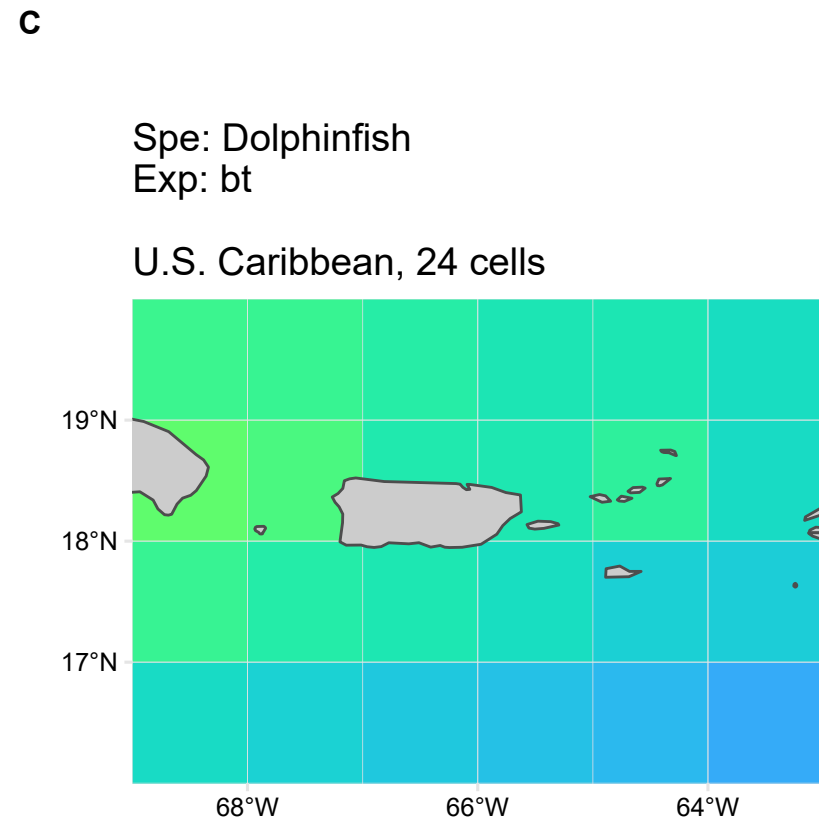 C
Spe: Dolphinfish
Exp: bt
U.S. Caribbean, 24 cells
19°N
18°N
17°N
68°W
66°W
64°W